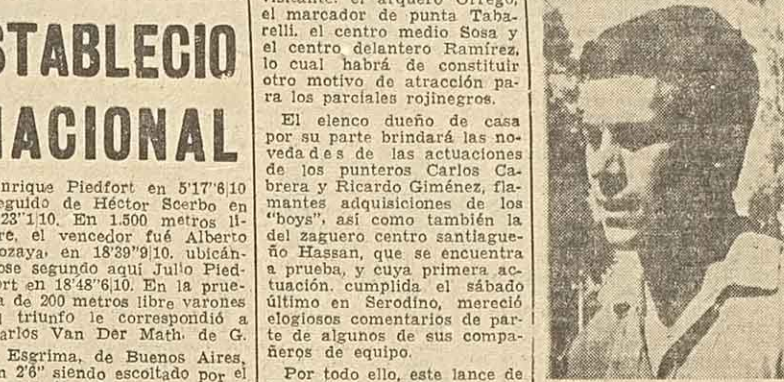 STABLECIO
NACIONAL
nrique Piedfort en 5'17"6|10
eguido de Héctor Scerbo en
23"1|10. En 1.500 metros li-
re, el vencedor fué Alberto
ozaya, en 18'39"9|10. ubicán-
ose segundo aquí Julio Pied-
ort en 18'48"6|10. En la prue-
a de 200 metros libre varones
l triunfo le correspondió a
arlos Van Der Math. de G.
Esgrima, de Buenos Aires,
n 2'6" siendo escoltado por el
visitante: el arquero Orrego,
el marcador de punta Taba-
relli. el centro medio Sosa y
el centro delantero Ramírez,
lo cual habrá de constituir
otro motivo de atracción pa-
ra los parciales rojinegros.
El elenco dueño de casa
por su parte brindará las no-
vedades de las actuaciones
de los punteros Carlos Ca-
brera y Ricardo Giménez, fla-
mantes adquisiciones de los
"boys", así como también la
del zaguero centro santiague-
ño Hassan, que se encuentra
a prueba, y cuya primera ac-
tuación. cumplida el sábado
último en Serodino, mereció
elogiosos comentarios de par-
te de algunos de sus compa-
ñeros de equipo.
Por todo ello, este lance de